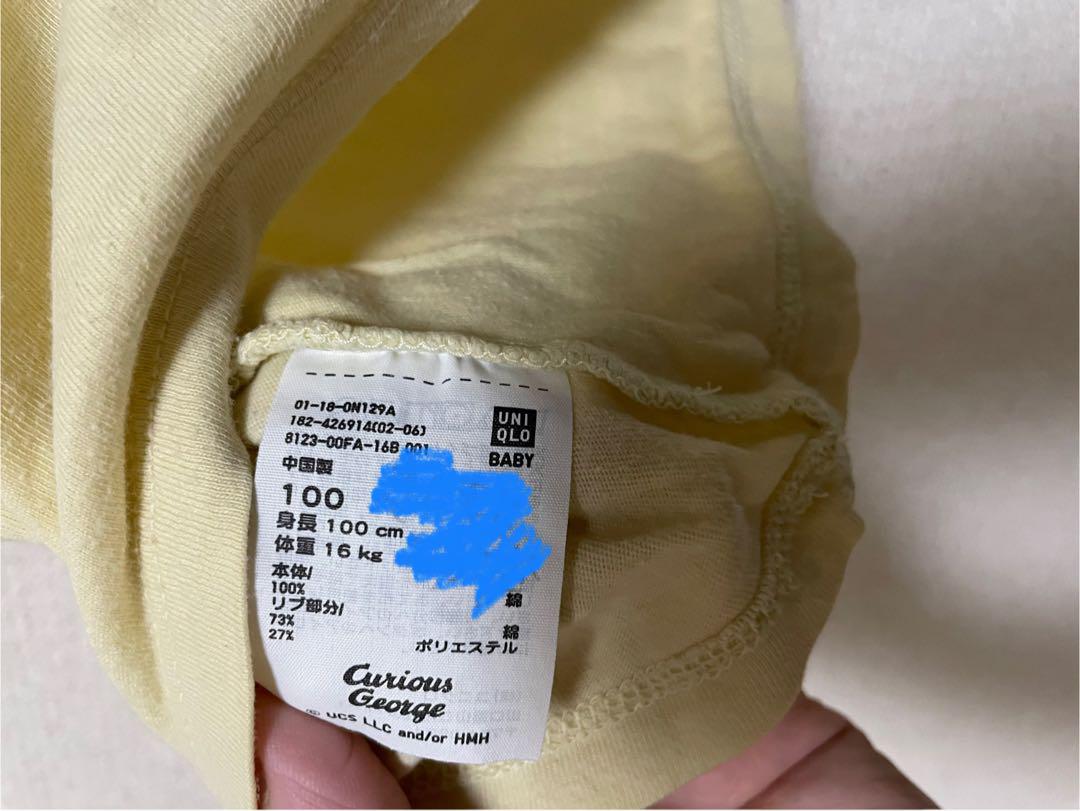 01-18-0N129A
182-426914(02-06)
8123-00FA-16B-001
UNI
QLO
BABY
中国製
100
身長 100 cm
体重 16 kg
本体/
100% 綿
リブ部分/
73% 綿
27% ポリエステル
Curious
George
© UCS LLC and/or HMH